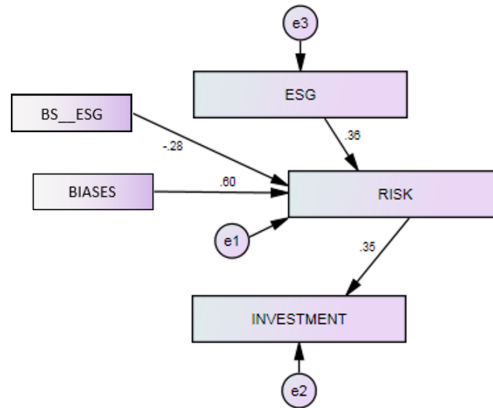 e3
ESG
BS__ESG
.36
-.28
BIASES
.60
RISK
e1
.35
INVESTMENT
e2